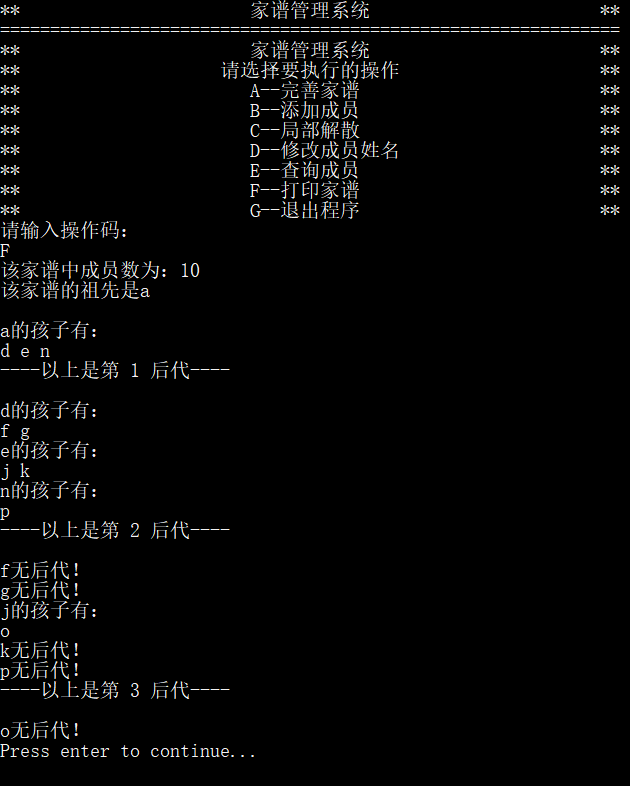 ** 家谱管理系统 **
===============================================================
** 家谱管理系统 **
** 请选择要执行的操作 **
** A--完善家谱 **
** B--添加成员 **
** C--局部解散 **
** D--修改成员姓名 **
** E--查询成员 **
** F--打印家谱 **
** G--退出程序 **
请输入操作码：
F
该家谱中成员数为：10
该家谱的祖先是a
a的孩子有：
d e n
----以上是第 1 后代----
d的孩子有：
f g
e的孩子有：
j k
n的孩子有：
p
----以上是第 2 后代----
f无后代！
g无后代！
j的孩子有：
o
k无后代！
p无后代！
----以上是第 3 后代----
o无后代！
Press enter to continue...